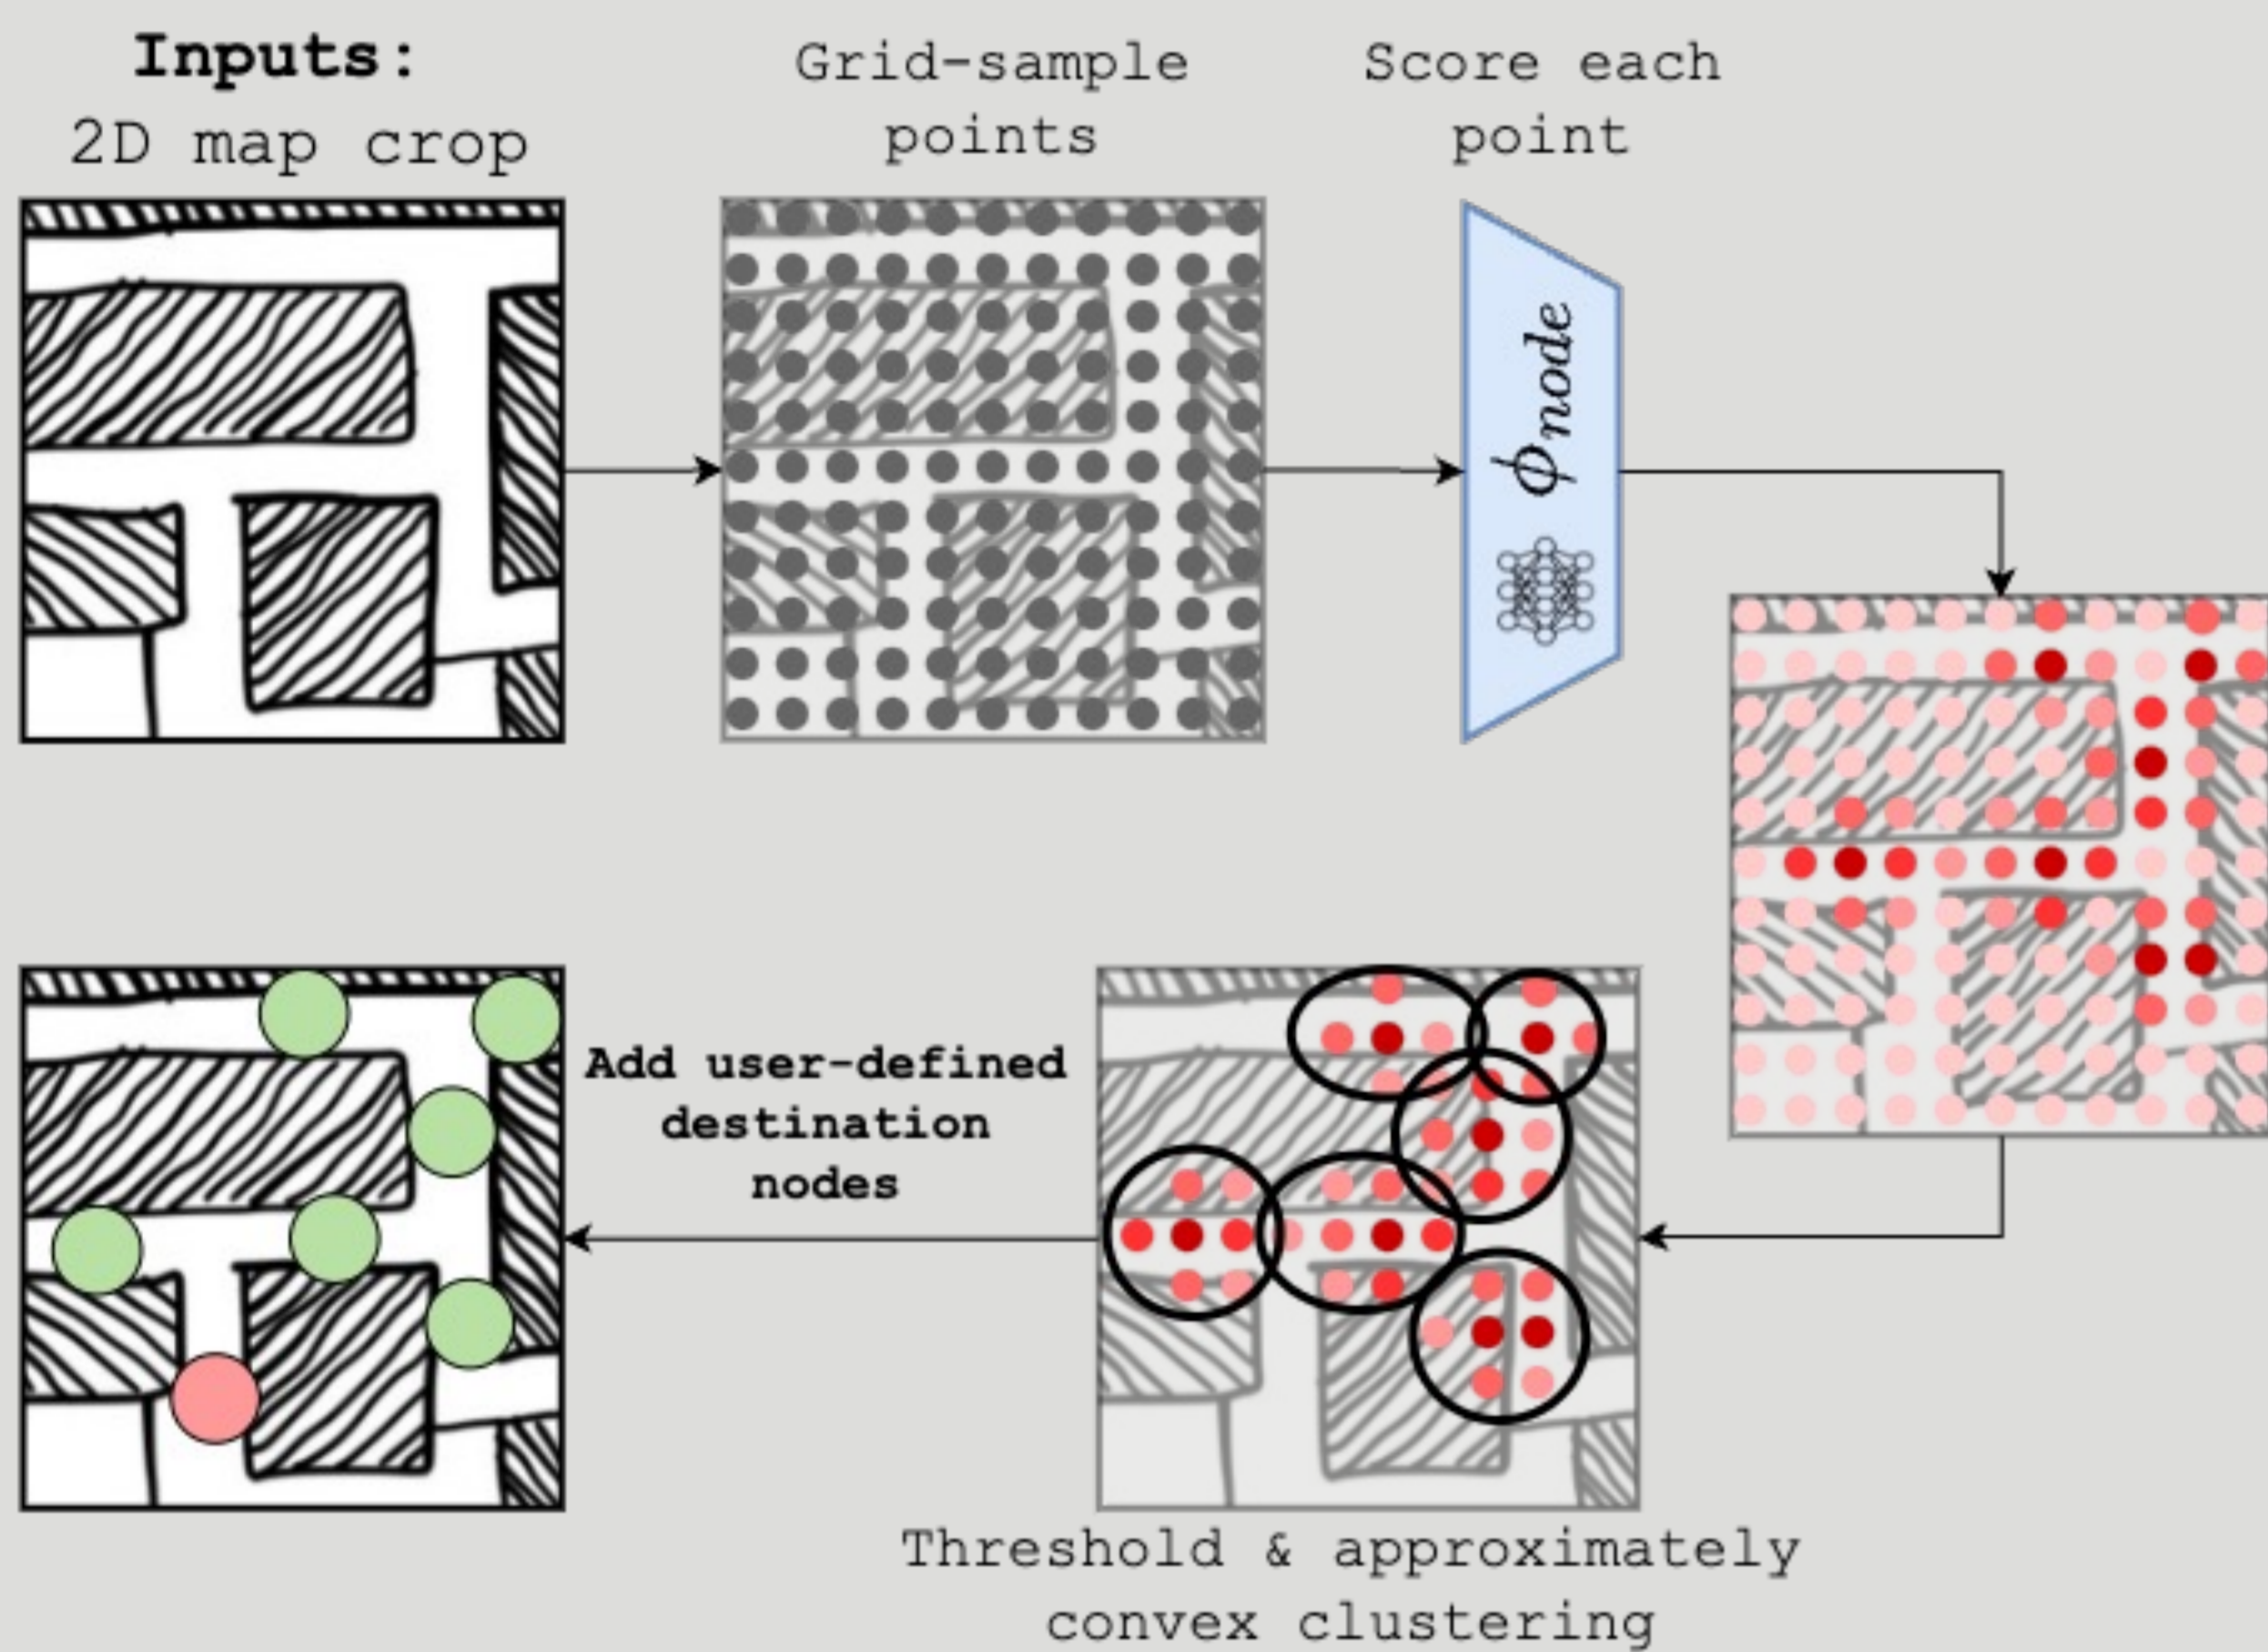 Inputs:
2D map crop
Grid-sample
points
Score each
point
ϕnode
Add user-defined
destination
nodes
Threshold & approximately
convex clustering